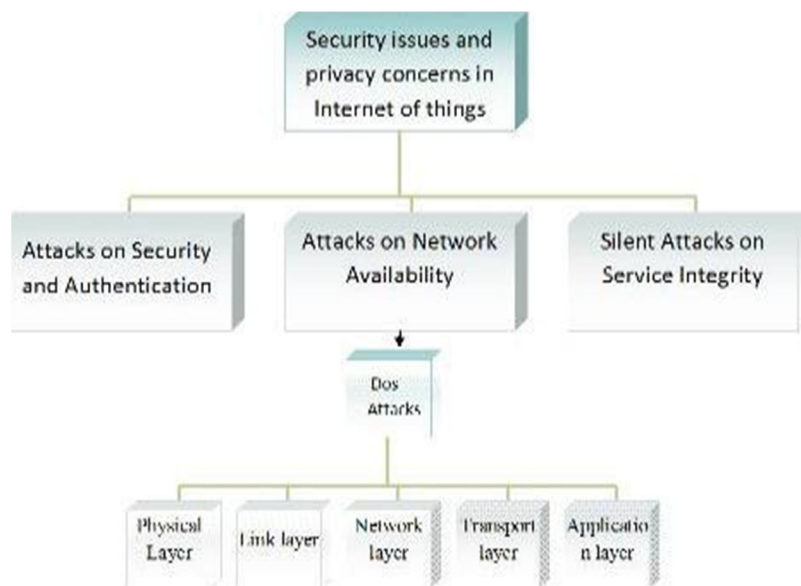 Security issues and
privacy concerns in
Internet of things
Attacks on Security
and Authentication
Attacks on Network
Availability
Silent Attacks on
Service Integrity
Dos
Attacks
Physical
Layer
Link layer
Network
layer
Transport
layer
Applicatio
n layer